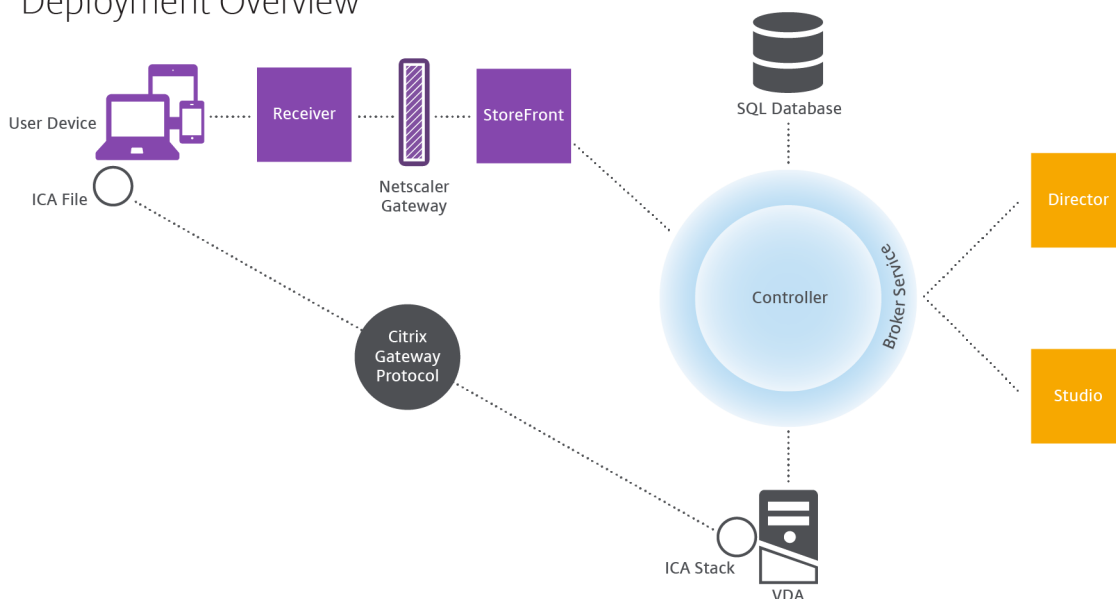 Deployment Overview
SQL Database
User Device
Receiver
StoreFront
Netscaler
Gateway
ICA File
Director
Broker Service
Controller
Citrix
Gateway
Protocol
Studio
ICA Stack
VDA